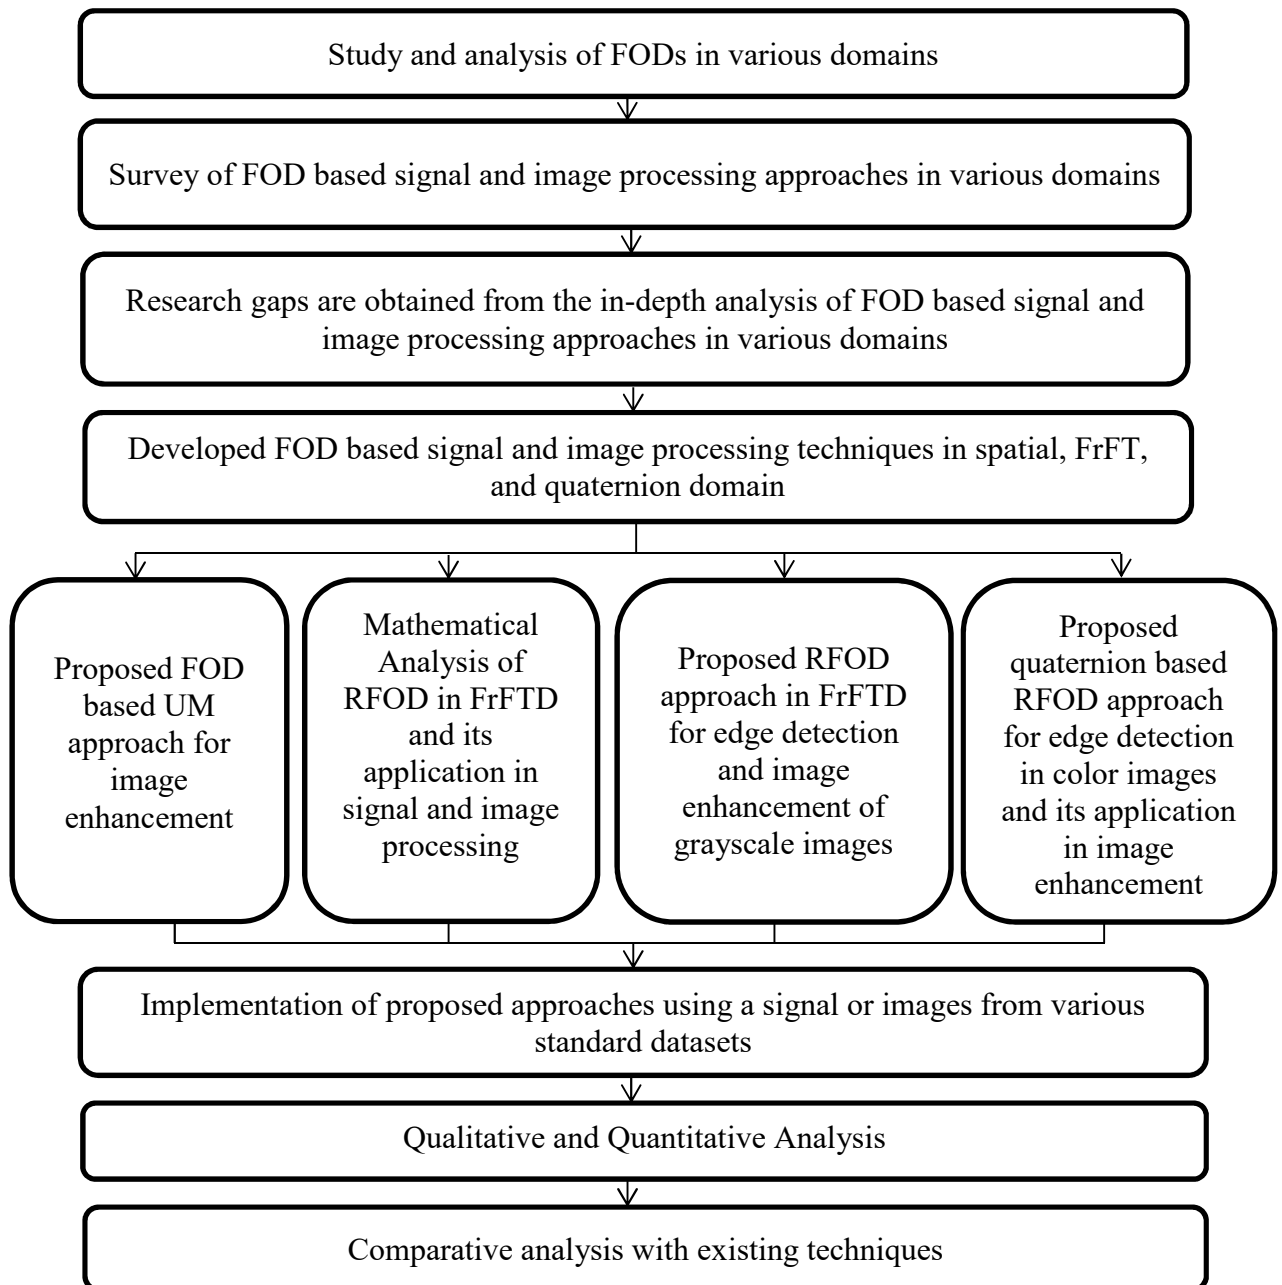 Study and analysis of FODs in various domains
Survey of FOD based signal and image processing approaches in various domains
Research gaps are obtained from the in-depth analysis of FOD based signal and
image processing approaches in various domains
Developed FOD based signal and image processing techniques in spatial, FrFT,
and quaternion domain
Proposed FOD
based UM
approach for
image
enhancement
Mathematical
Analysis of
RFOD in FrFTD
and its
application in
signal and image
processing
Proposed RFOD
approach in FrFTD
for edge detection
and image
enhancement of
grayscale images
Proposed
quaternion based
RFOD approach
for edge detection
in color images
and its application
in image
enhancement
Implementation of proposed approaches using a signal or images from various
standard datasets
Qualitative and Quantitative Analysis
Comparative analysis with existing techniques